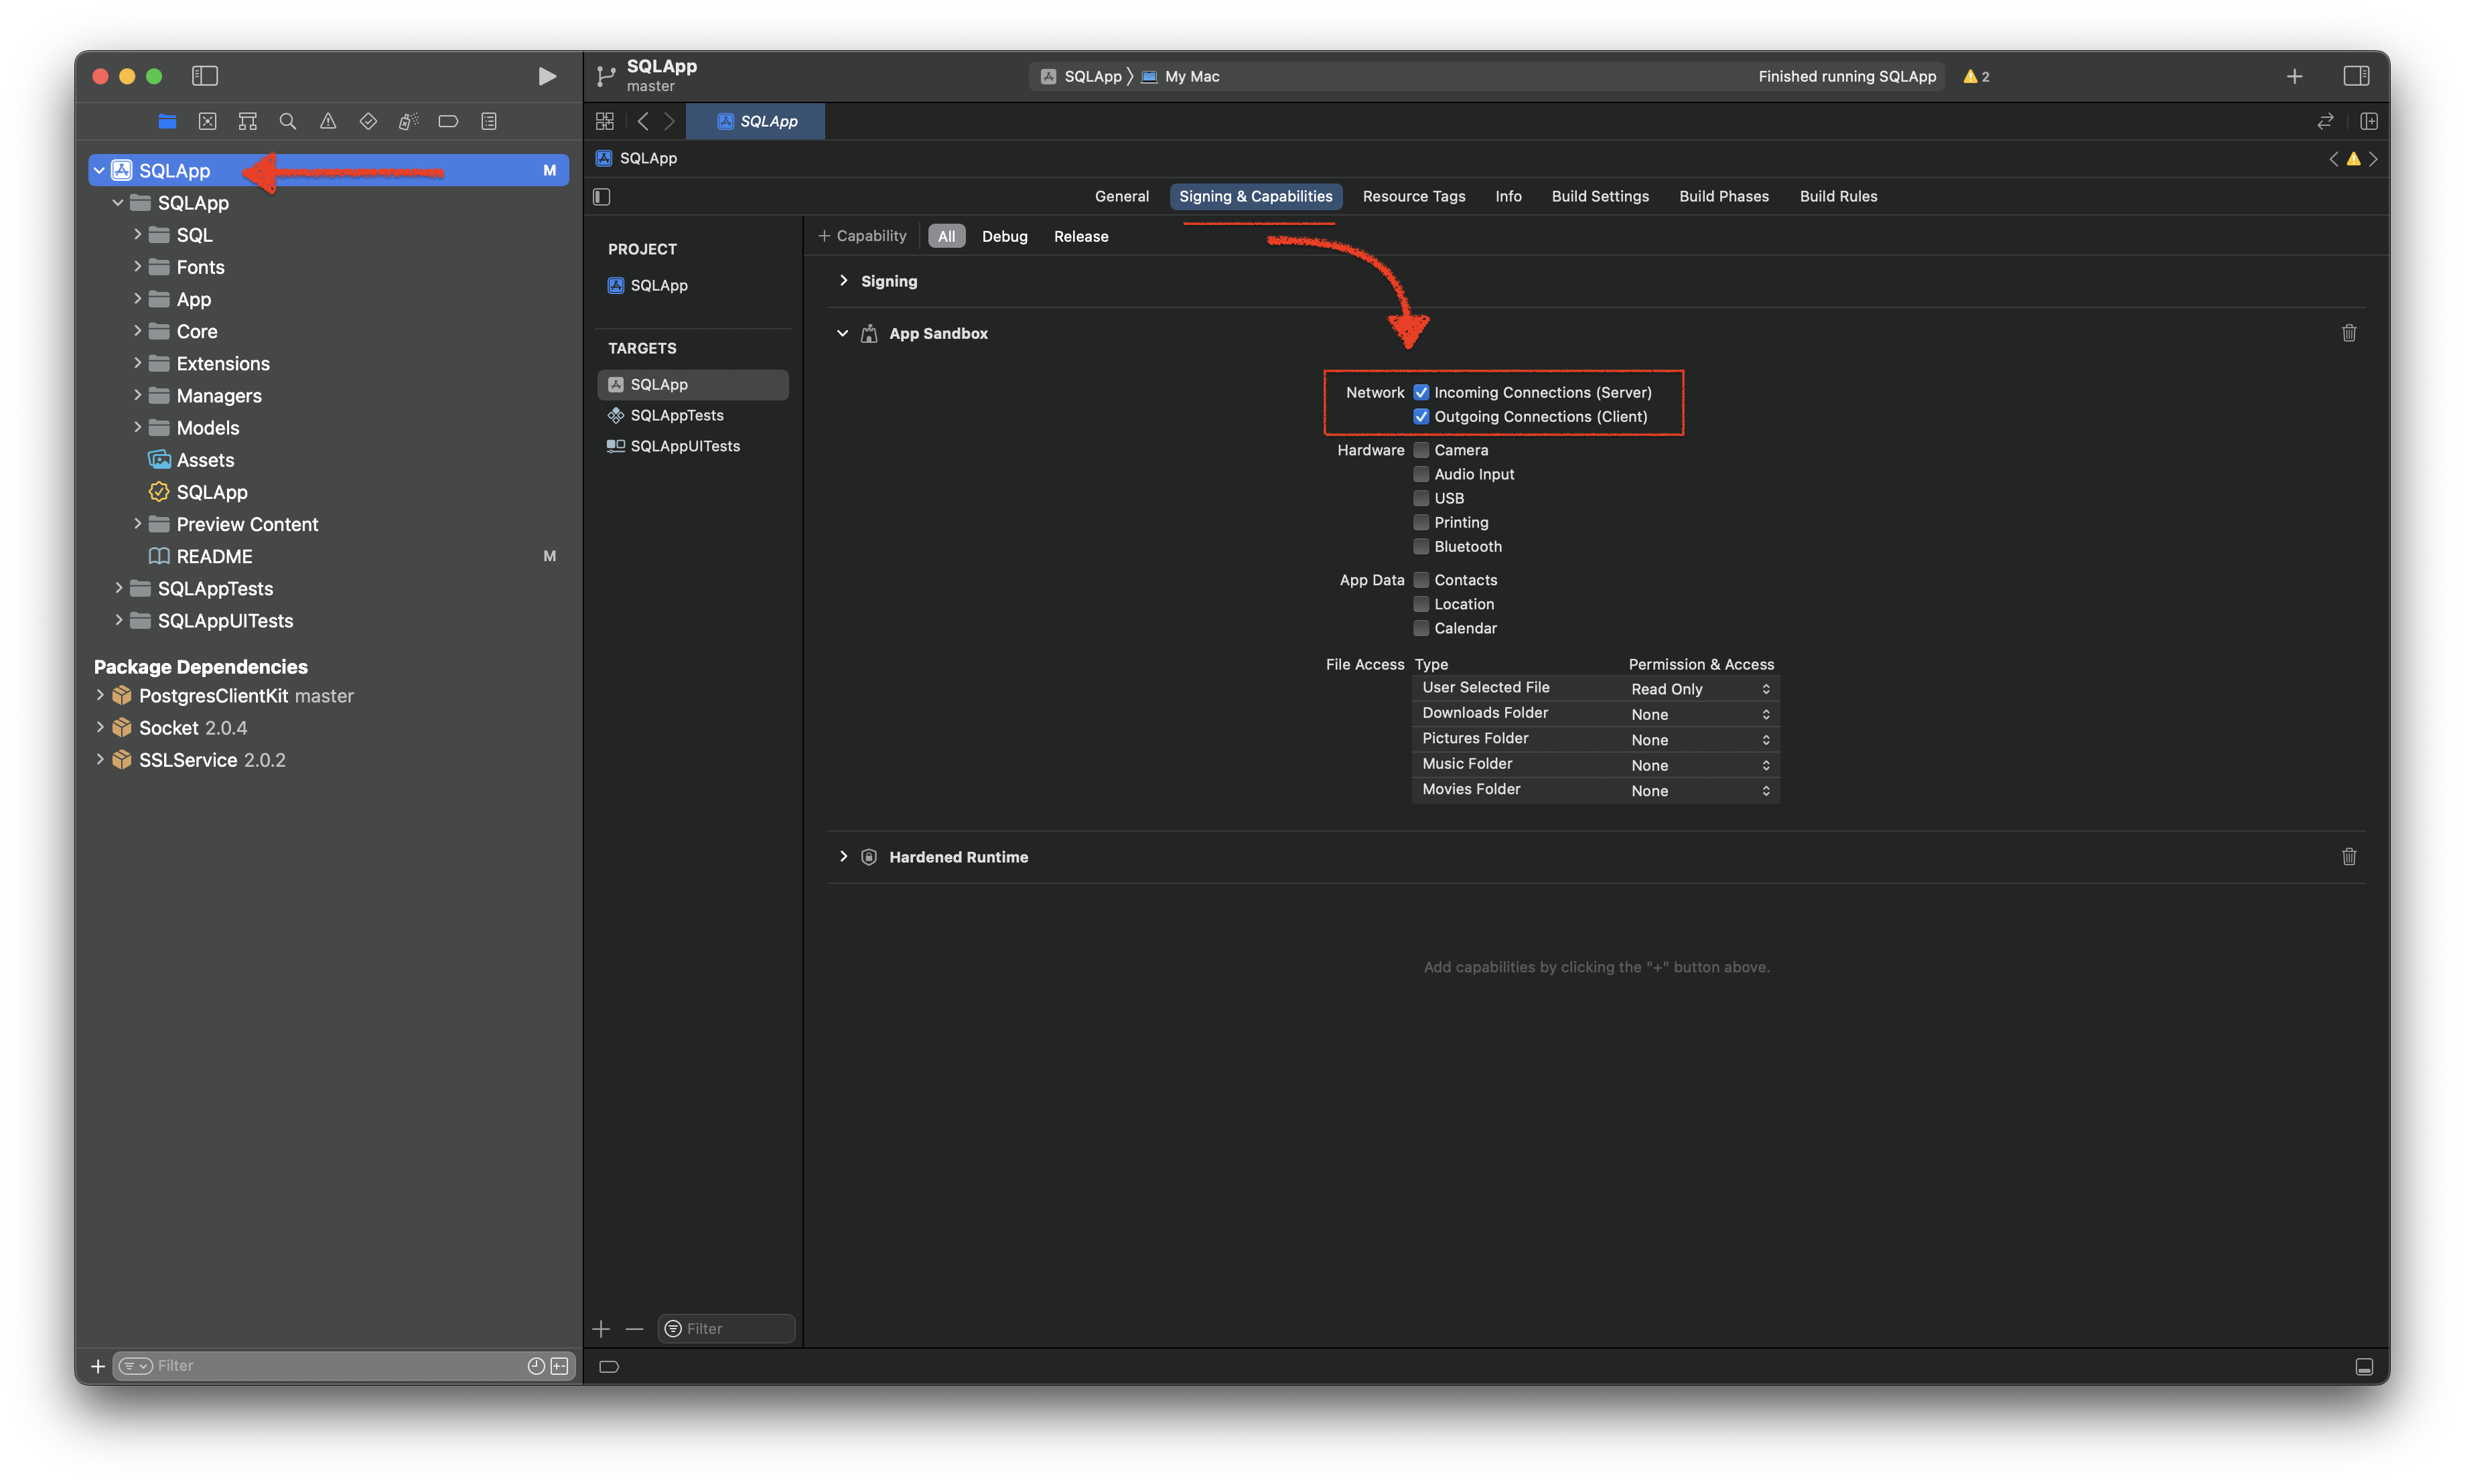 SQLApp
master
SQLApp
My Mac
Finished running SQLApp
2
SQLApp
SQLApp
General
Signing & Capabilities
Resource Tags
Info
Build Settings
Build Phases
Build Rules
SQLApp
M
SQLApp
SQL
Fonts
App
Core
Extensions
Managers
Models
Assets
SQLApp
Preview Content
README
M
SQLAppTests
SQLAppUITests
Package Dependencies
PostgresClientKit master
Socket 2.0.4
SSLService 2.0.2
Filter
PROJECT
SQLApp
TARGETS
SQLApp
SQLAppTests
SQLAppUITests
Filter
+ Capability
All
Debug
Release
Signing
App Sandbox
Network
Incoming Connections (Server)
Outgoing Connections (Client)
Hardware
Camera
Audio Input
USB
Printing
Bluetooth
App Data
Contacts
Location
Calendar
File Access
Type
Permission & Access
User Selected File
Read Only
Downloads Folder
None
Pictures Folder
None
Music Folder
None
Movies Folder
None
Hardened Runtime
Add capabilities by clicking the "+" button above.